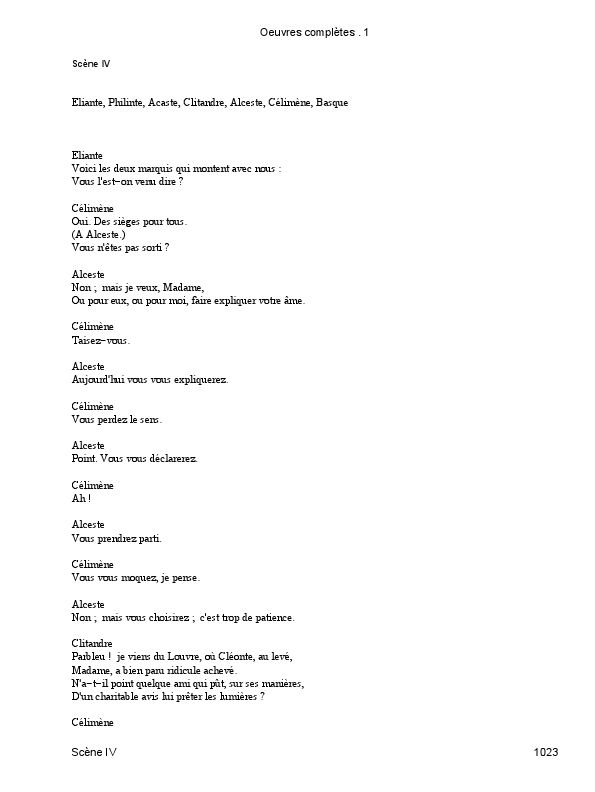 Oeuvres complètes . 1
Scène IV
Eliante, Philinte, Acaste, Clitandre, Alceste, Célimène, Basque
Eliante
Voici les deux marquis qui montent avec nous :
Vous l'est-on venu dire ?
Célimène
Oui. Des sièges pour tous.
(A Alceste.)
Vous n'êtes pas sorti ?
Alceste
Non ; mais je veux, Madame,
Ou pour eux, ou pour moi, faire expliquer votre âme.
Célimène
Taisez-vous.
Alceste
Aujourd'hui vous vous expliquerez.
Célimène
Vous perdez le sens.
Alceste
Point. Vous vous déclarerez.
Célimène
Ah !
Alceste
Vous prendrez parti.
Célimène
Vous vous moquez, je pense.
Alceste
Non ; mais vous choisirez ; c'est trop de patience.
Clitandre
Parbleu ! je viens du Louvre, où Cléonte, au levé,
Madame, a bien paru ridicule achevé.
N'a-t-il point quelque ami qui pût, sur ses manières,
D'un charitable avis lui prêter les lumières ?
Célimène
Scène IV
1023